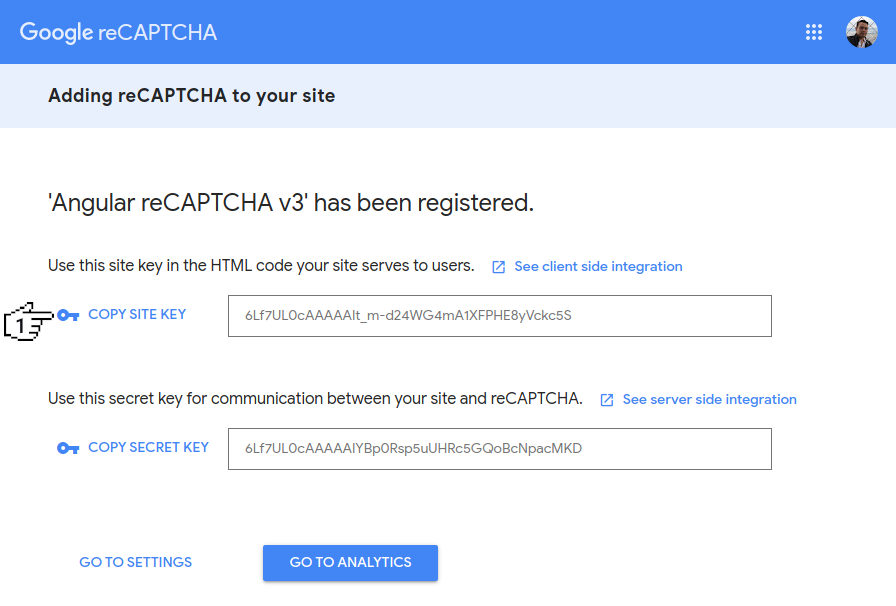 Google reCAPTCHA
Adding reCAPTCHA to your site
'Angular reCAPTCHA v3' has been registered.
Use this site key in the HTML code your site serves to users. See client side integration
1 COPY SITE KEY 6Lf7UL0cAAAAAIt_m-d24WG4mA1XFPHE8yVckc5S
Use this secret key for communication between your site and reCAPTCHA. See server side integration
COPY SECRET KEY 6Lf7UL0cAAAAAIYBp0Rsp5uUHRc5GQoBcNpacMKD
GO TO SETTINGS GO TO ANALYTICS